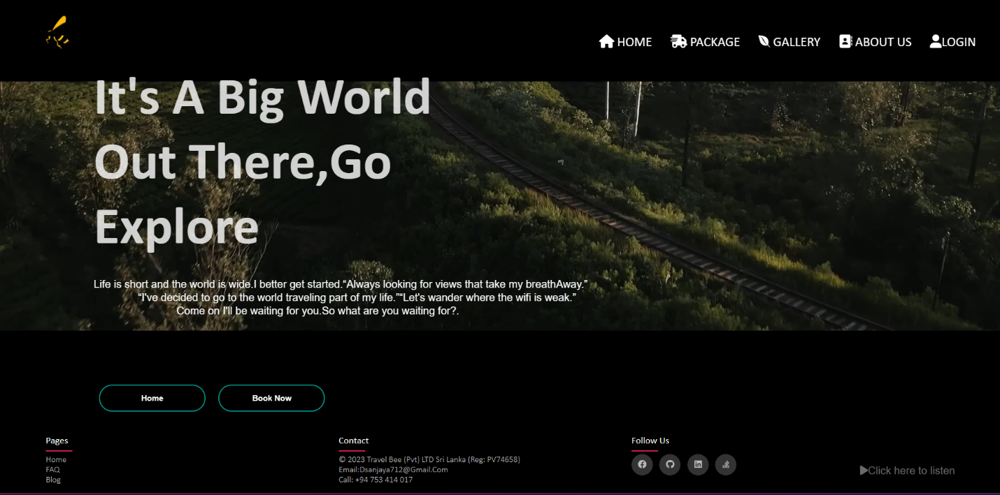 HOME PACKAGE GALLERY ABOUT US LOGIN
It's A Big World
Out There,Go
Explore
Life is short and the world is wide.I better get started.“Always looking for views that take my breathAway.”
“I've decided to go to the world traveling part of my life.”“Let's wander where the wifi is weak.”
Come on I'll be waiting for you.So what are you waiting for?.
Home Book Now
Pages
Home
FAQ
Blog
Contact
© 2023 Travel Bee (Pvt) LTD Sri Lanka (Reg: PV74658)
Email:Dsanjaya712@Gmail.Com
Call: +94 753 414 017
Follow Us
Click here to listen